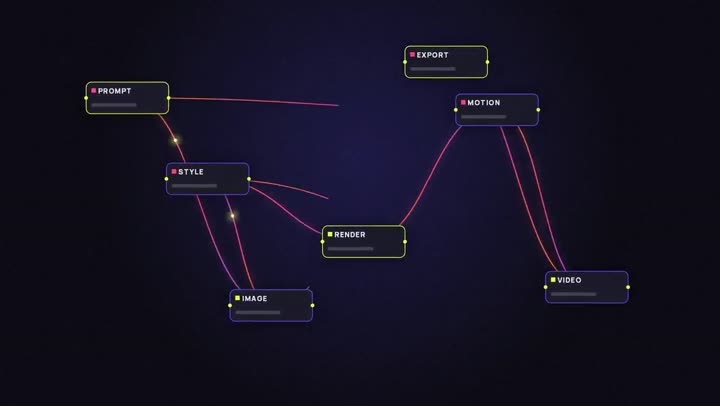 EXPORT
PROMPT
MOTION
STYLE
RENDER
VIDEO
IMAGE